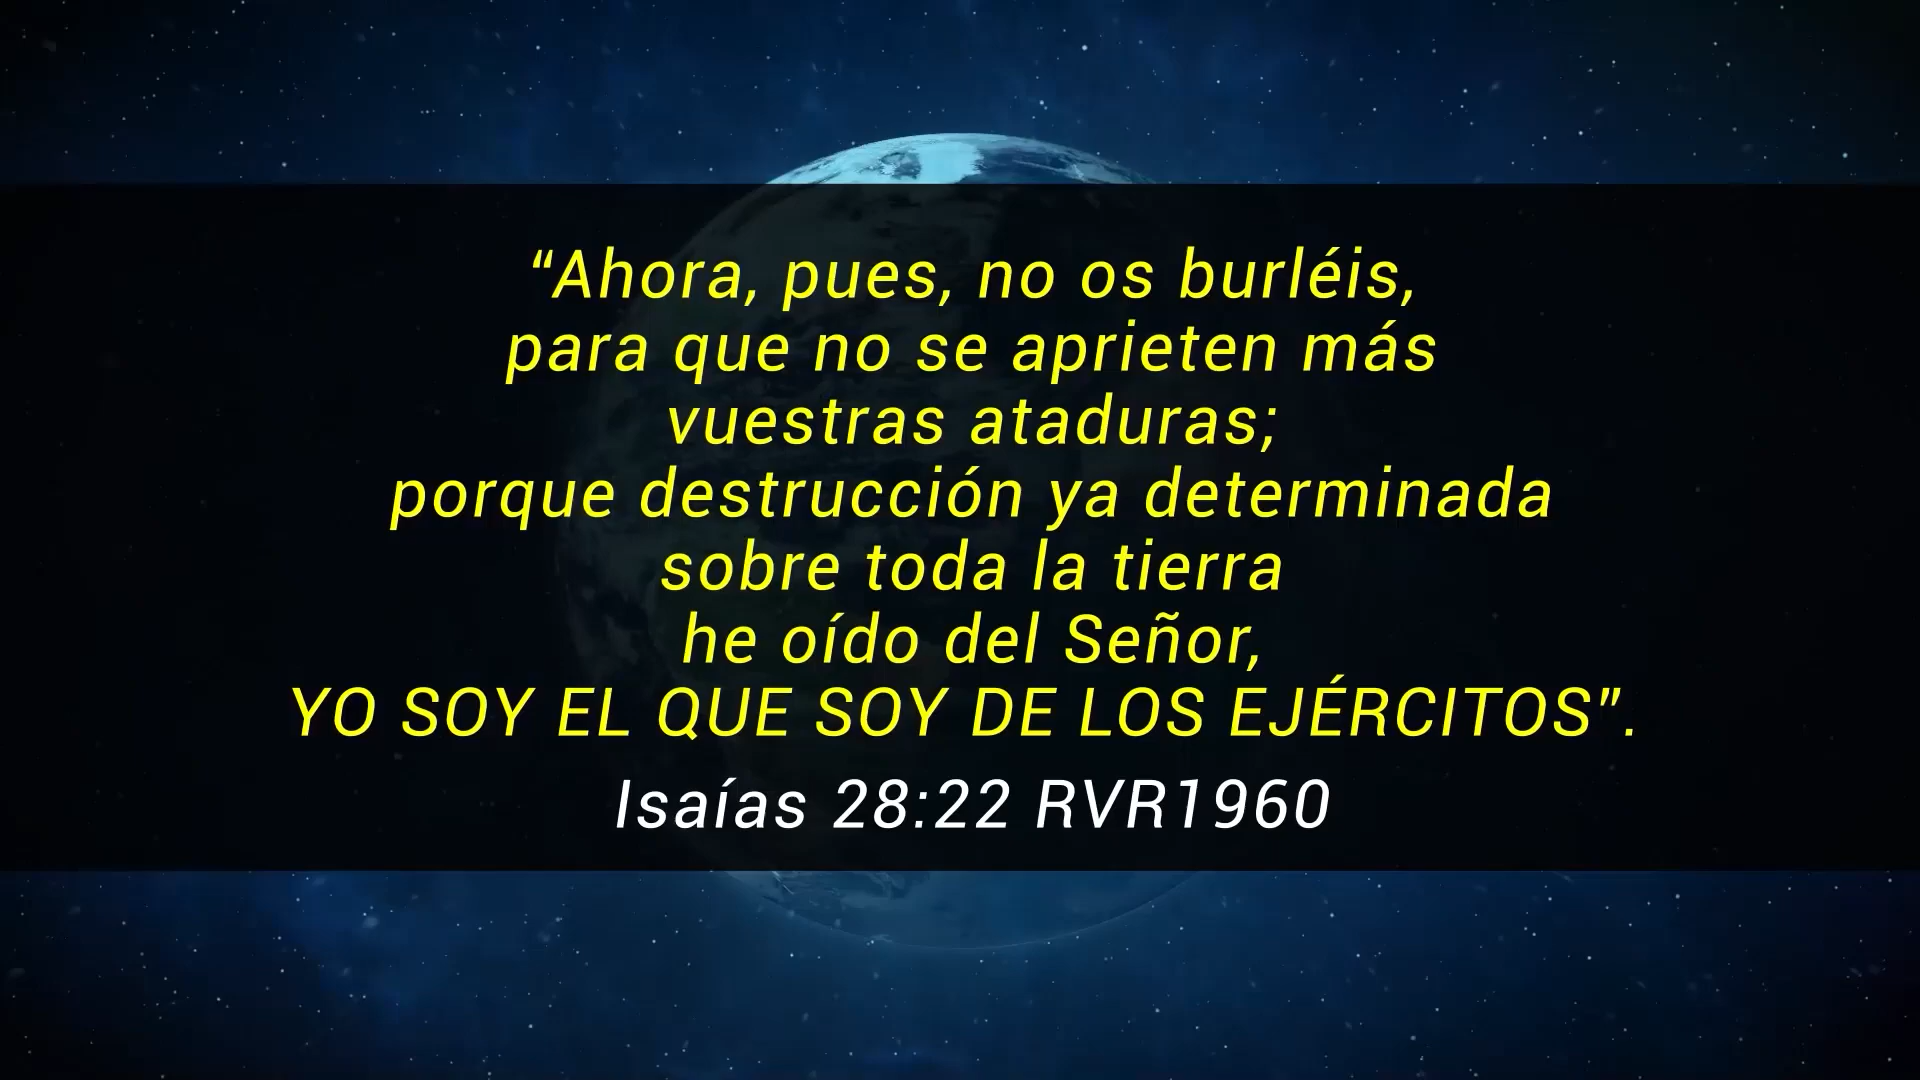 “Ahora, pues, no os burléis,
para que no se aprieten más
vuestras ataduras;
porque destrucción ya determinada
sobre toda la tierra
he oído del Señor,
YO SOY EL QUE SOY DE LOS EJÉRCITOS”.
Isaías 28:22 RVR1960